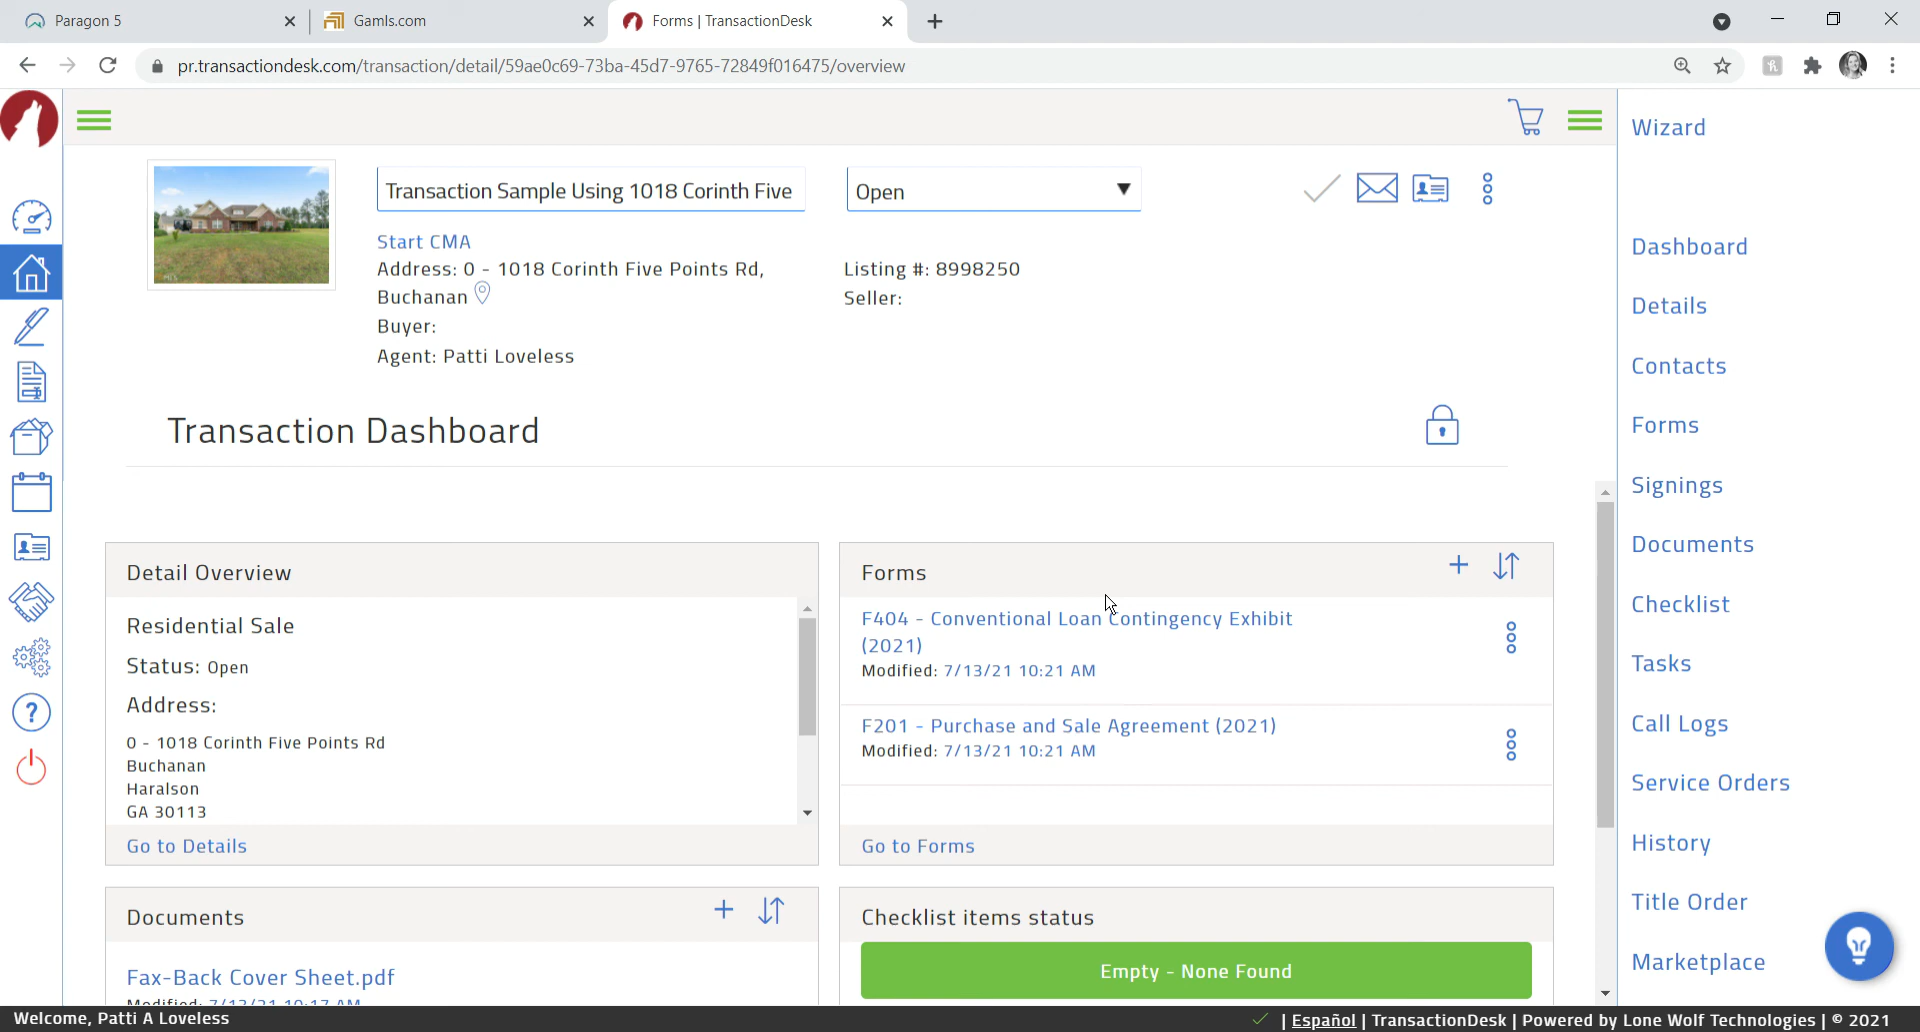 Paragon 5
Gamls.com
Forms | TransactionDesk
pr.transactiondesk.com/transaction/detail/59ae0c69-73ba-45d7-9765-72849f016475/overview
Transaction Sample Using 1018 Corinth Five
Open
Start CMA
Address: 0 - 1018 Corinth Five Points Rd,
Buchanan
Buyer:
Agent: Patti Loveless
Listing #: 8998250
Seller:
Transaction Dashboard
Detail Overview
Residential Sale
Status: Open
Address:
0 - 1018 Corinth Five Points Rd
Buchanan
Haralson
GA 30113
Go to Details
Forms
F404 - Conventional Loan Contingency Exhibit
(2021)
Modified: 7/13/21 10:21 AM
F201 - Purchase and Sale Agreement (2021)
Modified: 7/13/21 10:21 AM
Go to Forms
Documents
Fax-Back Cover Sheet.pdf
Modified: 7/13/21 10:17 AM
Checklist items status
Empty - None Found
Wizard
Dashboard
Details
Contacts
Forms
Signings
Documents
Checklist
Tasks
Call Logs
Service Orders
History
Title Order
Marketplace
Welcome, Patti A Loveless
| Español | TransactionDesk | Powered by Lone Wolf Technologies | © 2021